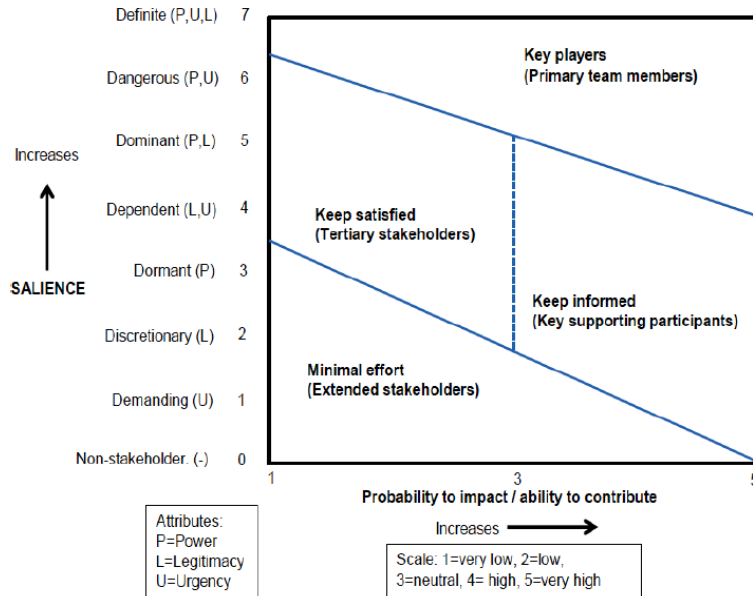 Definite (P,U,L) 7
Key players
(Primary team members)
Dangerous (P,U) 6
Dominant (P,L) 5
Increases
Dependent (L,U) 4
Keep satisfied
(Tertiary stakeholders)
Dormant (P) 3
SALIENCE
Keep informed
(Key supporting participants)
Discretionary (L) 2
Minimal effort
(Extended stakeholders)
Demanding (U) 1
Non-stakeholder. (-) 0
1 3 5
Probability to impact / ability to contribute
Increases
Attributes:
P=Power
L=Legitimacy
U=Urgency
Scale: 1=very low, 2=low,
3=neutral, 4= high, 5=very high